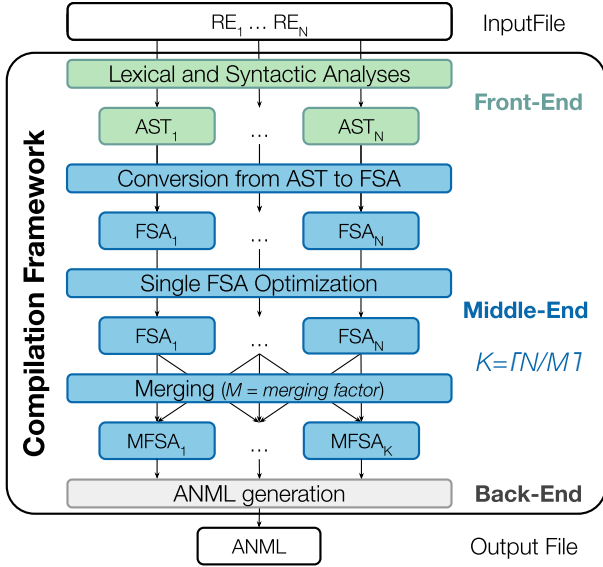 RE1 ... REN InputFile
Compilation Framework
Lexical and Syntactic Analyses
Front-End
AST1 ... ASTN
Conversion from AST to FSA
FSA1 ... FSAN
Single FSA Optimization
Middle-End
FSA1 ... FSAN
K=⌈N/M⌉
Merging (M = merging factor)
MFSA1 ... MFSAK
ANML generation Back-End
ANML Output File